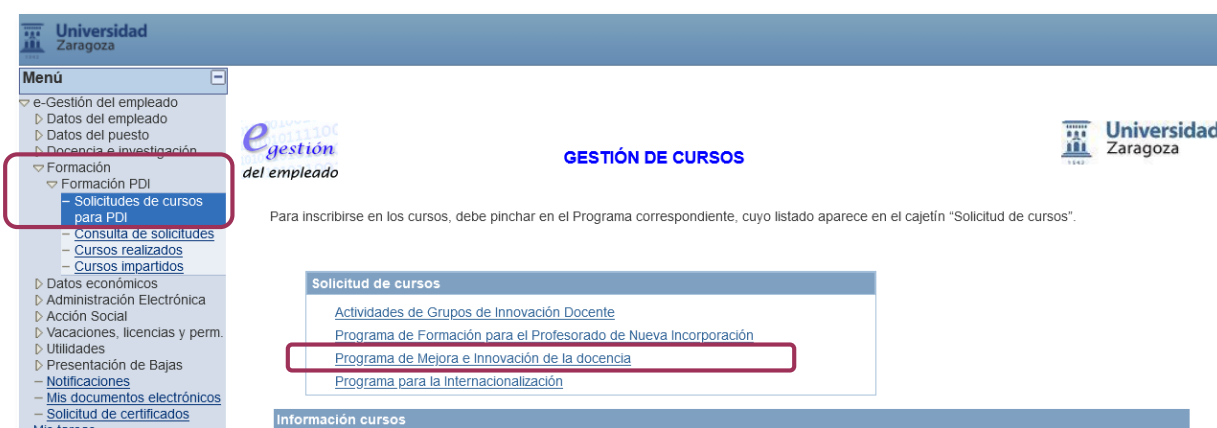 Universidad
Zaragoza
Menú
e-Gestión del empleado
Datos del empleado
Datos del puesto
Docencia e investigación
Formación
Formación PDI
– Solicitudes de cursos
para PDI
– Consulta de solicitudes
– Cursos realizados
– Cursos impartidos
Datos económicos
Administración Electrónica
Acción Social
Vacaciones, licencias y perm.
Utilidades
Presentación de Bajas
– Notificaciones
– Mis documentos electrónicos
– Solicitud de certificados
Mis tareas
egestión
del empleado
GESTIÓN DE CURSOS
Universidad
Zaragoza
1542
Para inscribirse en los cursos, debe pinchar en el Programa correspondiente, cuyo listado aparece en el cajetín “Solicitud de cursos”.
Solicitud de cursos
Actividades de Grupos de Innovación Docente
Programa de Formación para el Profesorado de Nueva Incorporación
Programa de Mejora e Innovación de la docencia
Programa para la Internacionalización
Información cursos